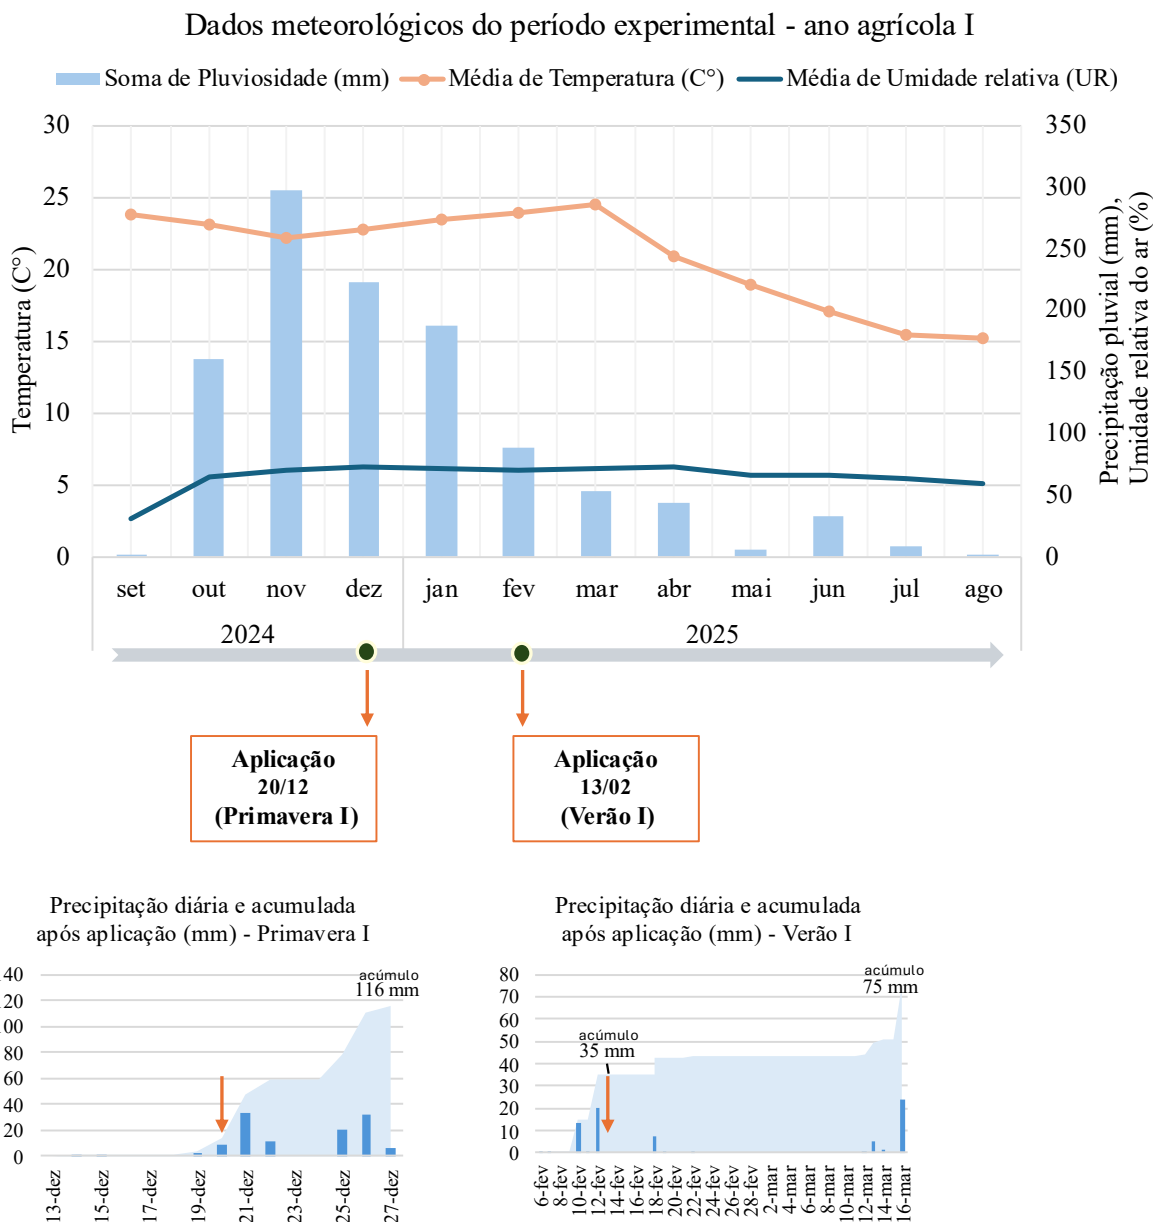 Dados meteorológicos do período experimental - ano agrícola I
Soma de Pluviosidade (mm) Média de Temperatura (C°) Média de Umidade relativa (UR)
30 350
25 300
20 250
15 200
10 150
5 100
0 50
0
Temperatura (C°)
Precipitação pluvial (mm),
Umidade relativa do ar (%)
set out nov dez jan fev mar abr mai jun jul ago
2024 2025
Aplicação
20/12
(Primavera I)
Aplicação
13/02
(Verão I)
Precipitação diária e acumulada
após aplicação (mm) - Primavera I
140
120
100
80
60
40
20
0
acúmulo
116 mm
13-dez 15-dez 17-dez 19-dez 21-dez 23-dez 25-dez 27-dez
Precipitação diária e acumulada
após aplicação (mm) - Verão I
80
70
60
50
40
30
20
10
0
acúmulo
35 mm
acúmulo
75 mm
6-fev 8-fev 10-fev 12-fev 14-fev 16-fev 18-fev 20-fev 22-fev 24-fev 26-fev 28-fev 2-mar 4-mar 6-mar 8-mar 10-mar 12-mar 14-mar 16-mar